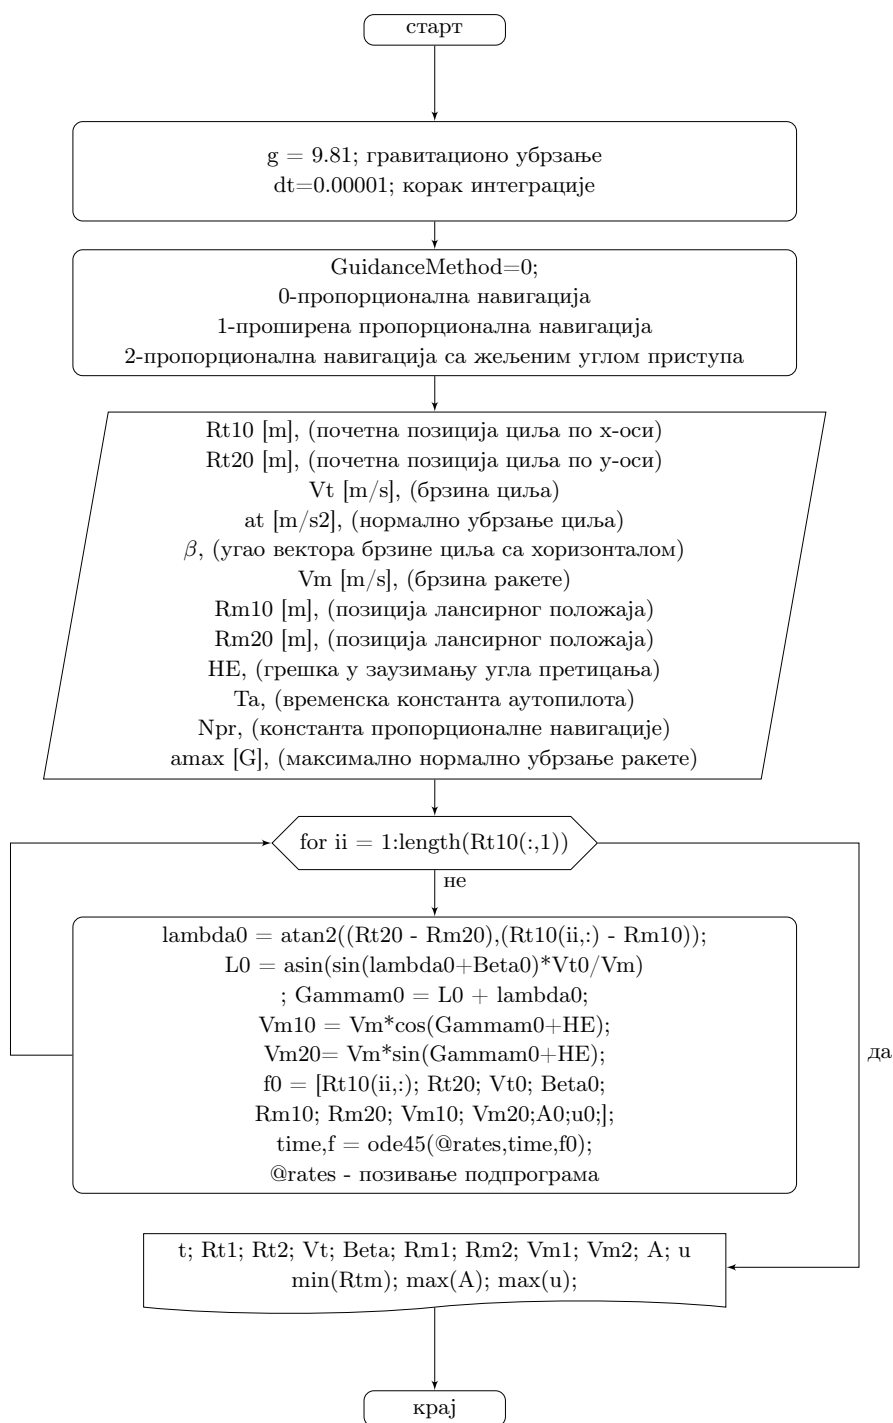 старт
g = 9.81; гравитационо убрзање
dt=0.00001; корак интеграције
GuidanceMethod=0;
0-пропорционална навигација
1-проширена пропорционална навигација
2-пропорционална навигација са жељеним углом приступа
Rt10 [m], (почетна позиција циља по x-оси)
Rt20 [m], (почетна позиција циља по y-оси)
Vt [m/s], (брзина циља)
at [m/s2], (нормално убрзање циља)
β, (угао вектора брзине циља са хоризонталом)
Vm [m/s], (брзина ракете)
Rm10 [m], (позиција лансирног положаја)
Rm20 [m], (позиција лансирног положаја)
HE, (грешка у заузимању угла претицања)
Ta, (временска константа аутопилота)
Npr, (константа пропорционалне навигације)
amax [G], (максимално нормално убрзање ракете)
for ii = 1:length(Rt10(:,1))
не
lambda0 = atan2((Rt20 - Rm20),(Rt10(ii,:) - Rm10));
L0 = asin(sin(lambda0+Beta0)*Vt0/Vm)
; Gammam0 = L0 + lambda0;
Vm10 = Vm*cos(Gammam0+HE);
Vm20= Vm*sin(Gammam0+HE);
f0 = [Rt10(ii,:); Rt20; Vt0; Beta0;
Rm10; Rm20; Vm10; Vm20;A0;u0;];
time,f = ode45(@rates,time,f0);
@rates - позивање подпрограма
да
t; Rt1; Rt2; Vt; Beta; Rm1; Rm2; Vm1; Vm2; A; u
min(Rtm); max(A); max(u);
крај